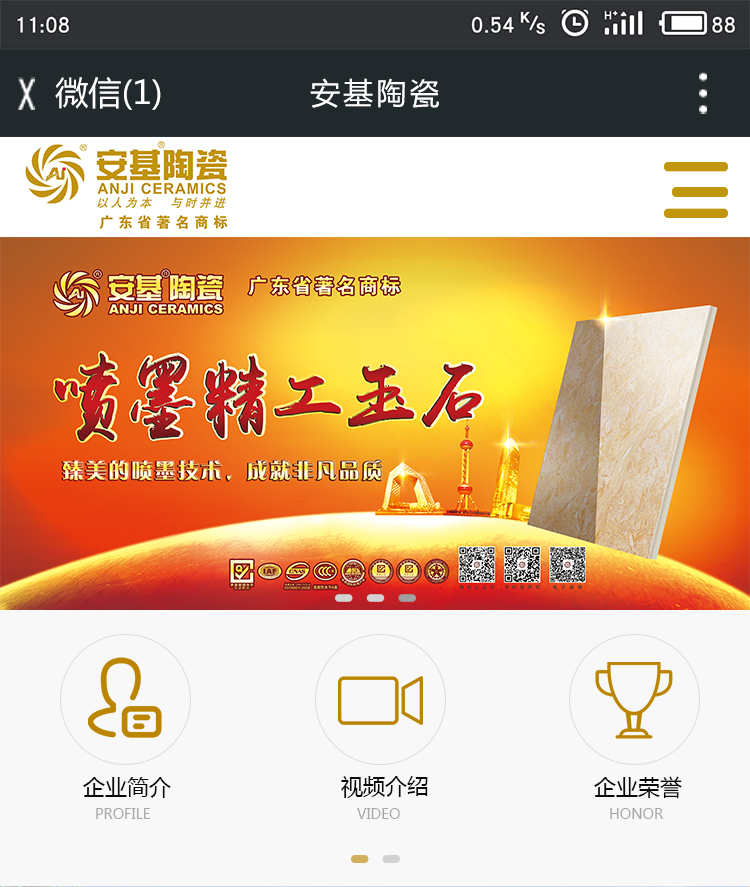 11:08
0.54 K/s
88
微信(1)
安基陶瓷
安基陶瓷
ANJI CERAMICS
以人为本 与时并进
广东省著名商标
安基陶瓷
ANJI CERAMICS
广东省著名商标
喷墨精工玉石
臻美的喷墨技术，成就非凡品质
企业简介
PROFILE
视频介绍
VIDEO
企业荣誉
HONOR